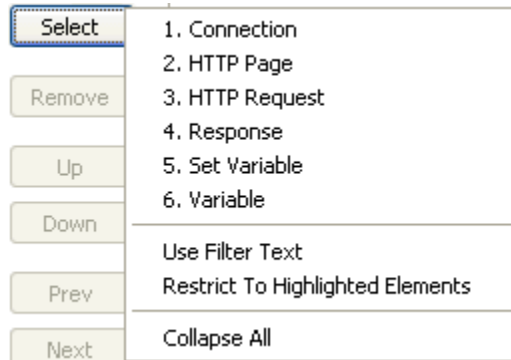 Select
1. Connection
2. HTTP Page
Remove
3. HTTP Request
4. Response
Up
5. Set Variable
6. Variable
Down
Use Filter Text
Prev
Restrict To Highlighted Elements
Next
Collapse All